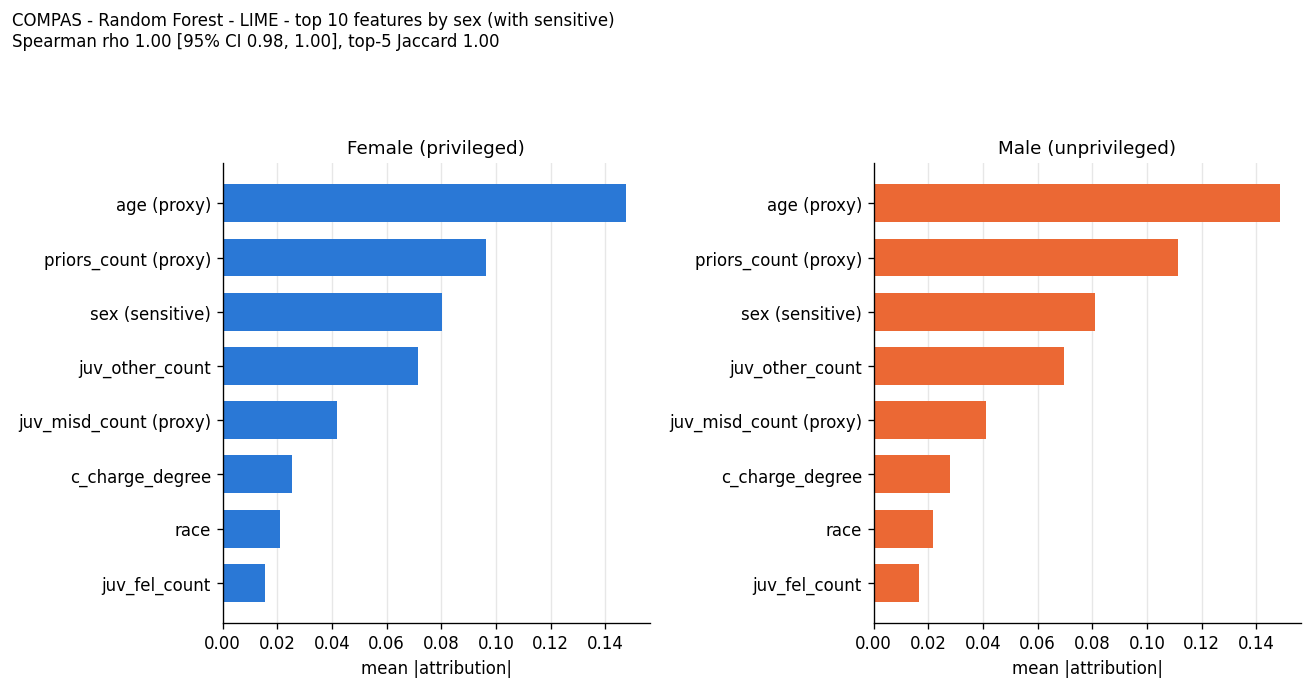 COMPAS - Random Forest - LIME - top 10 features by sex (with sensitive)
Spearman rho 1.00 [95% CI 0.98, 1.00], top-5 Jaccard 1.00
Female (privileged)
age (proxy)
priors_count (proxy)
sex (sensitive)
juv_other_count
juv_misd_count (proxy)
c_charge_degree
race
juv_fel_count
0.00 0.02 0.04 0.06 0.08 0.10 0.12 0.14
mean |attribution|
Male (unprivileged)
age (proxy)
priors_count (proxy)
sex (sensitive)
juv_other_count
juv_misd_count (proxy)
c_charge_degree
race
juv_fel_count
0.00 0.02 0.04 0.06 0.08 0.10 0.12 0.14
mean |attribution|